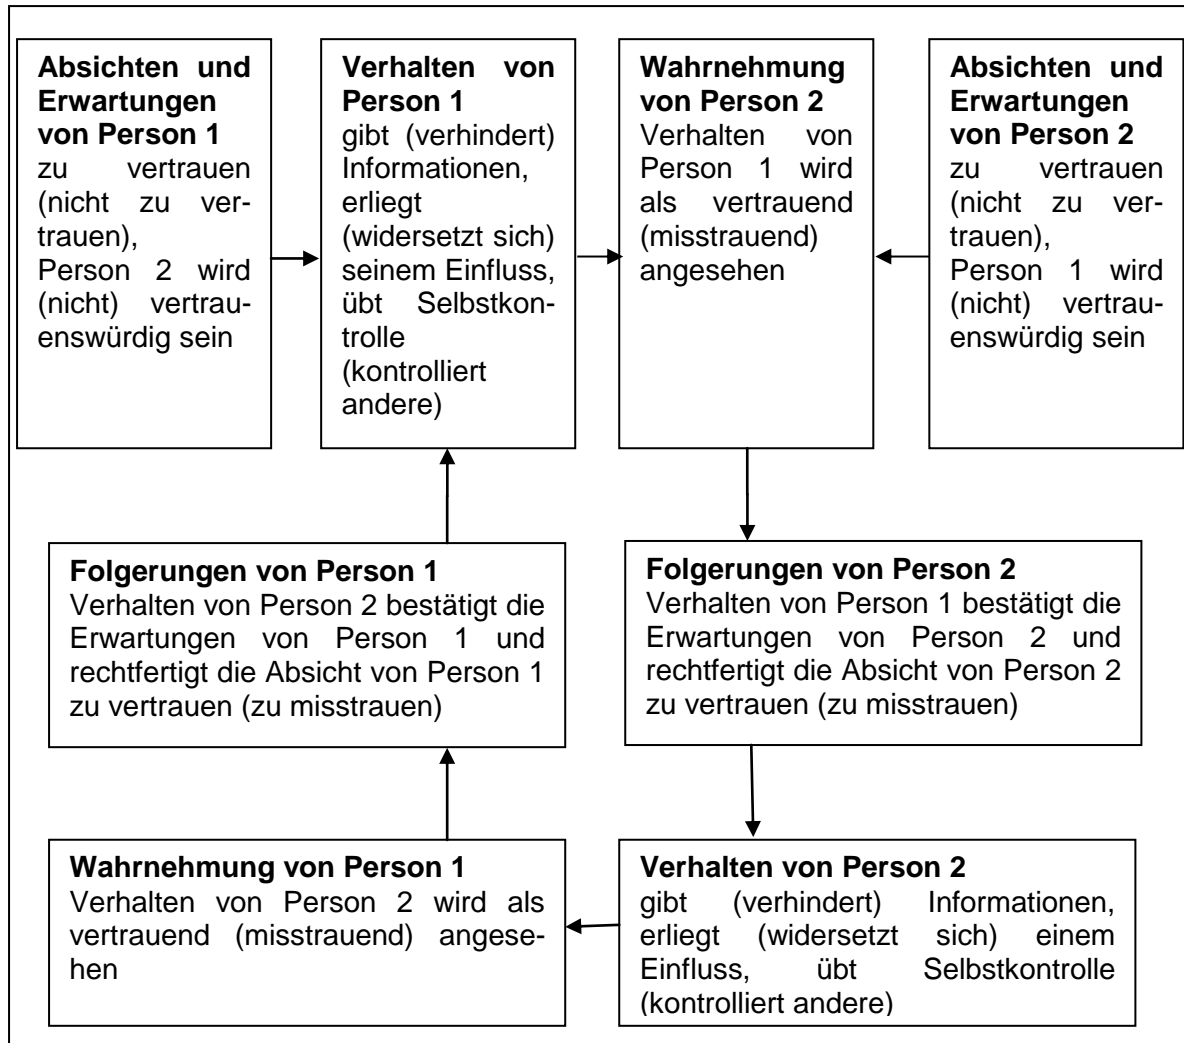 Absichten und
Erwartungen
von Person 1
zu vertrauen
(nicht zu ver-
trauen),
Person 2 wird
(nicht) vertrau-
enswürdig sein
Verhalten von
Person 1
gibt (verhindert)
Informationen,
erliegt
(widersetzt sich)
seinem Einfluss,
übt Selbstkon-
trolle
(kontrolliert
andere)
Wahrnehmung
von Person 2
Verhalten von
Person 1 wird
als vertrauend
(misstrauend)
angesehen
Absichten und
Erwartungen
von Person 2
zu vertrauen
(nicht zu ver-
trauen),
Person 1 wird
(nicht) vertrau-
enswürdig sein
Folgerungen von Person 1
Verhalten von Person 2 bestätigt die
Erwartungen von Person 1 und
rechtfertigt die Absicht von Person 1
zu vertrauen (zu misstrauen)
Folgerungen von Person 2
Verhalten von Person 1 bestätigt die
Erwartungen von Person 2 und
rechtfertigt die Absicht von Person 2
zu vertrauen (zu misstrauen)
Wahrnehmung von Person 1
Verhalten von Person 2 wird als
vertrauend (misstrauend) angese-
hen
Verhalten von Person 2
gibt (verhindert) Informationen,
erliegt (widersetzt sich) einem
Einfluss, übt Selbstkontrolle
(kontrolliert andere)